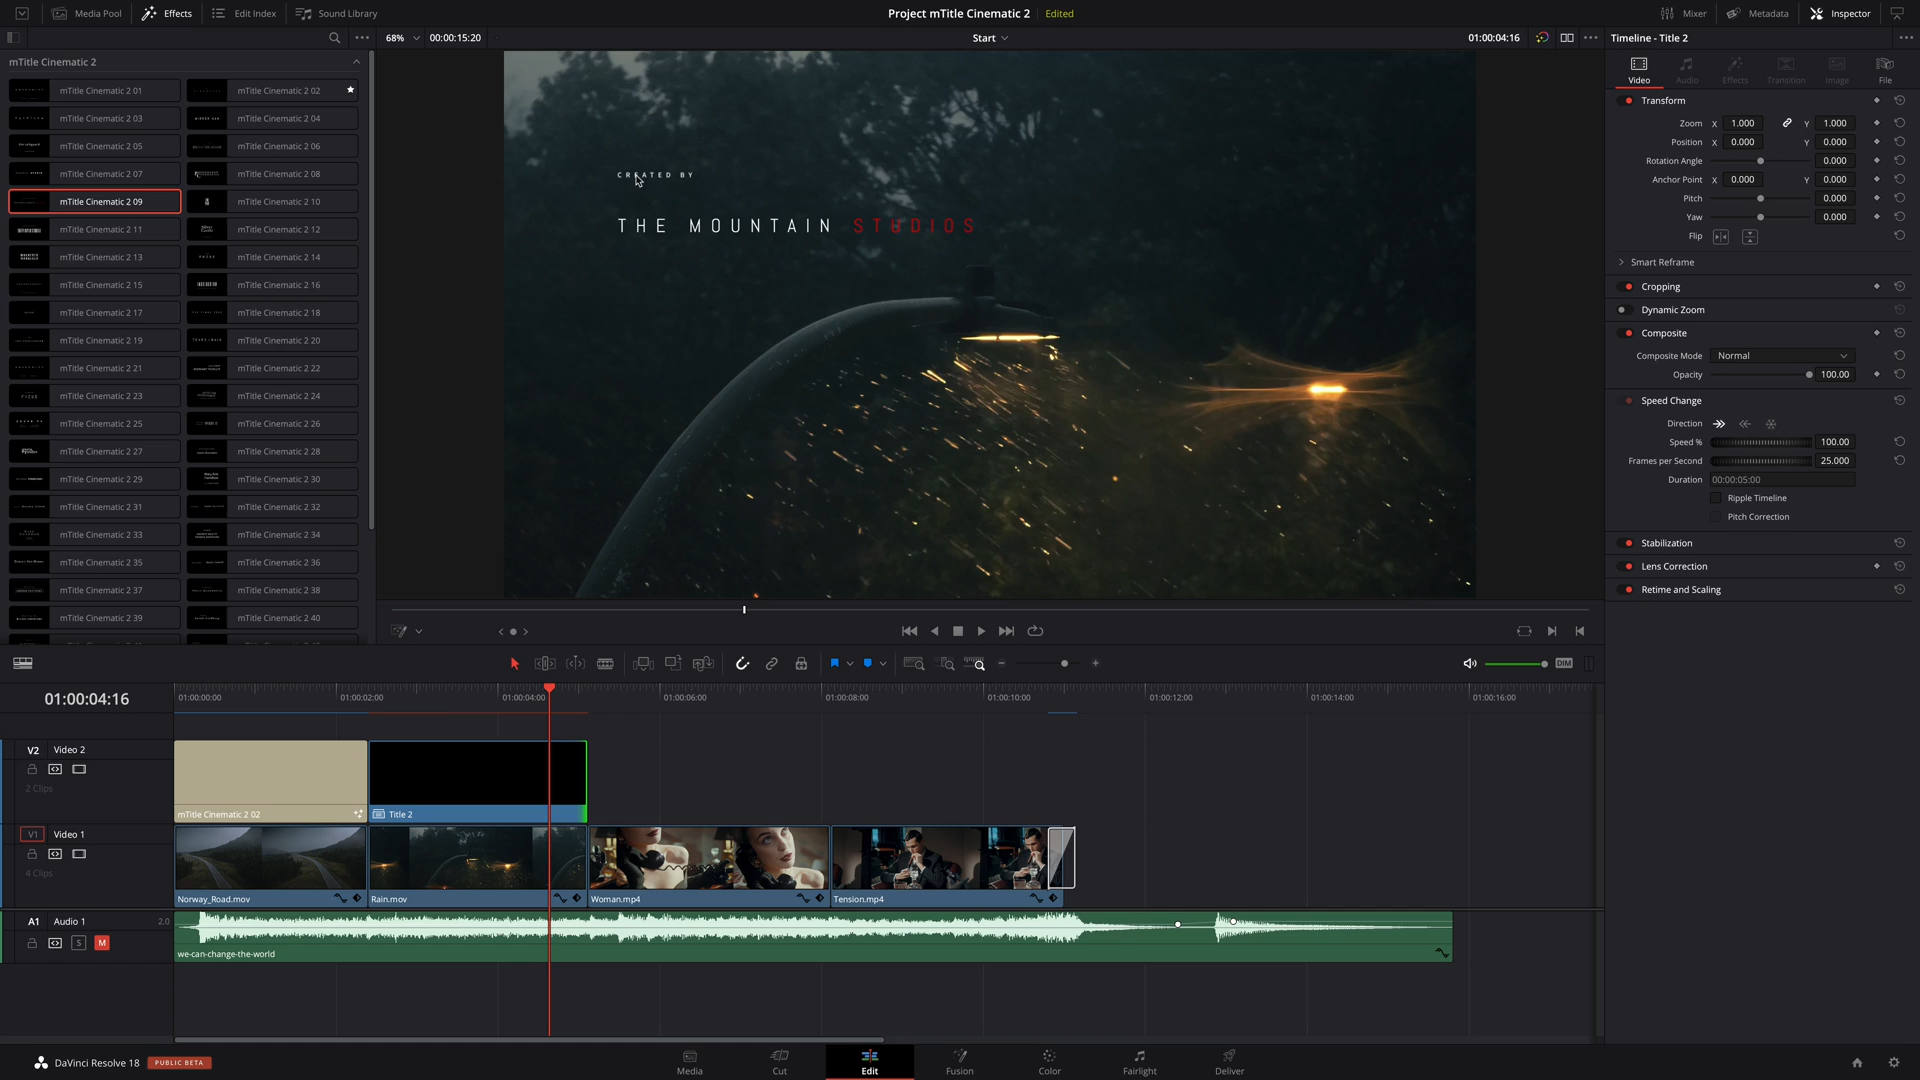 Media Pool
Effects
Edit Index
Sound Library
Project mTitle Cinematic 2
Edited
Mixer
Metadata
Inspector
68%
00:00:15:20
Start
01:00:04:16
Timeline - Title 2
mTitle Cinematic 2
mTitle Cinematic 2 01
mTitle Cinematic 2 02
mTitle Cinematic 2 03
mTitle Cinematic 2 04
mTitle Cinematic 2 05
mTitle Cinematic 2 06
mTitle Cinematic 2 07
mTitle Cinematic 2 08
mTitle Cinematic 2 09
mTitle Cinematic 2 10
mTitle Cinematic 2 11
mTitle Cinematic 2 12
mTitle Cinematic 2 13
mTitle Cinematic 2 14
mTitle Cinematic 2 15
mTitle Cinematic 2 16
mTitle Cinematic 2 17
mTitle Cinematic 2 18
mTitle Cinematic 2 19
mTitle Cinematic 2 20
mTitle Cinematic 2 21
mTitle Cinematic 2 22
mTitle Cinematic 2 23
mTitle Cinematic 2 24
mTitle Cinematic 2 25
mTitle Cinematic 2 26
mTitle Cinematic 2 27
mTitle Cinematic 2 28
mTitle Cinematic 2 29
mTitle Cinematic 2 30
mTitle Cinematic 2 31
mTitle Cinematic 2 32
mTitle Cinematic 2 33
mTitle Cinematic 2 34
mTitle Cinematic 2 35
mTitle Cinematic 2 36
mTitle Cinematic 2 37
mTitle Cinematic 2 38
mTitle Cinematic 2 39
mTitle Cinematic 2 40
CREATED BY
THE MOUNTAIN STUDIOS
Video
Audio
Effects
Transition
Image
File
Transform
Zoom X 1.000 Y 1.000
Position X 0.000 Y 0.000
Rotation Angle 0.000
Anchor Point X 0.000 Y 0.000
Pitch 0.000
Yaw 0.000
Flip
Smart Reframe
Cropping
Dynamic Zoom
Composite
Composite Mode Normal
Opacity 100.00
Speed Change
Direction
Speed % 100.00
Frames per Second 25.000
Duration 00:00:05:00
Ripple Timeline
Pitch Correction
Stabilization
Lens Correction
Retime and Scaling
DIM
01:00:04:16
01:00:00:00
01:00:02:00
01:00:04:00
01:00:06:00
01:00:08:00
01:00:10:00
01:00:12:00
01:00:14:00
01:00:16:00
V2 Video 2
2 Clips
mTitle Cinematic 2 02
Title 2
V1 Video 1
4 Clips
Norway_Road.mov
Rain.mov
Woman.mp4
Tension.mp4
A1 Audio 1 2.0
S M
we-can-change-the-world
DaVinci Resolve 18
PUBLIC BETA
Media
Cut
Edit
Fusion
Color
Fairlight
Deliver